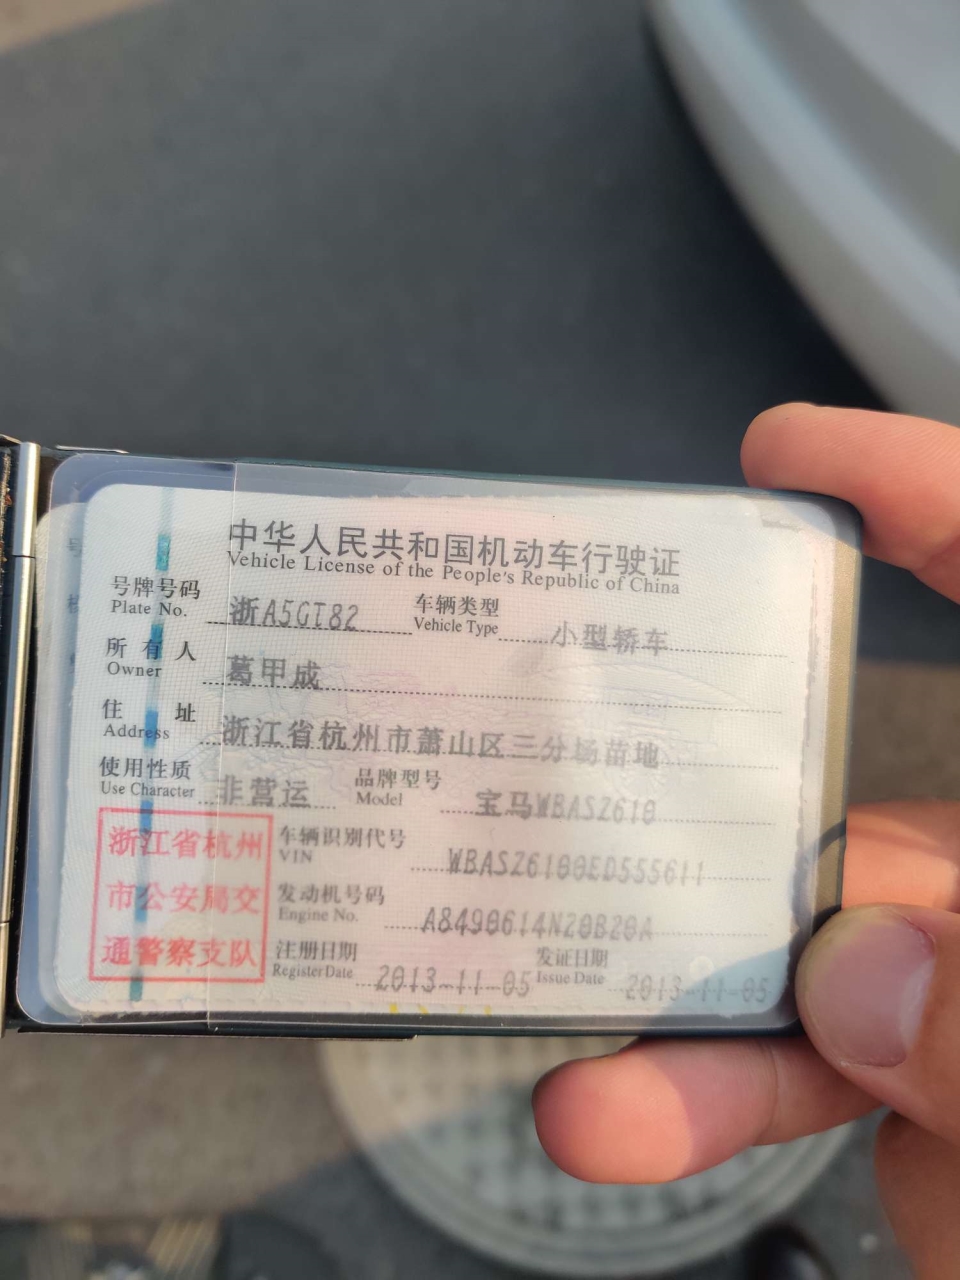 中华人民共和国机动车行驶证
Vehicle License of the People's Republic of China
号牌号码 浙A5GT82 车辆类型 小型轿车
Plate No. Vehicle Type
所有人 葛甲成
Owner
住址 浙江省杭州市萧山区三分场苗地
Address
使用性质 非营运 品牌型号 宝马WBASZ610
Use Character Model
浙江省杭州
市公安局交
通警察支队
车辆识别代号 WBASZ6100ED555611
VIN
发动机号码 A8490614N20B20A
Engine No.
注册日期 2013-11-05 发证日期 2013-11-05
Register Date Issue Date